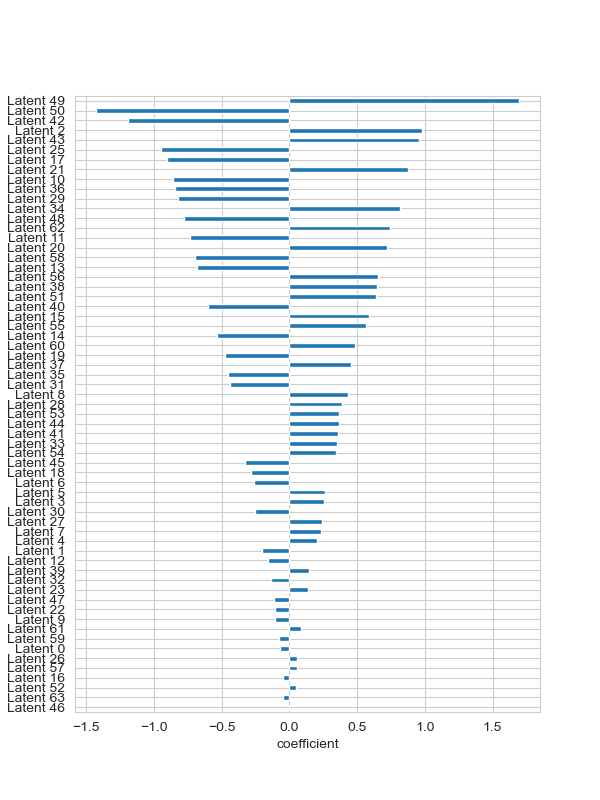 Latent 49
Latent 50
Latent 42
Latent 2
Latent 43
Latent 25
Latent 17
Latent 21
Latent 10
Latent 36
Latent 29
Latent 34
Latent 48
Latent 62
Latent 11
Latent 20
Latent 58
Latent 13
Latent 56
Latent 38
Latent 51
Latent 40
Latent 15
Latent 55
Latent 14
Latent 60
Latent 19
Latent 37
Latent 35
Latent 31
Latent 8
Latent 28
Latent 53
Latent 44
Latent 41
Latent 33
Latent 54
Latent 45
Latent 18
Latent 6
Latent 5
Latent 3
Latent 30
Latent 27
Latent 7
Latent 4
Latent 1
Latent 12
Latent 39
Latent 32
Latent 23
Latent 47
Latent 22
Latent 9
Latent 61
Latent 59
Latent 0
Latent 26
Latent 57
Latent 16
Latent 52
Latent 63
Latent 46
−1.5 −1.0 −0.5 0.0 0.5 1.0 1.5
coefficient